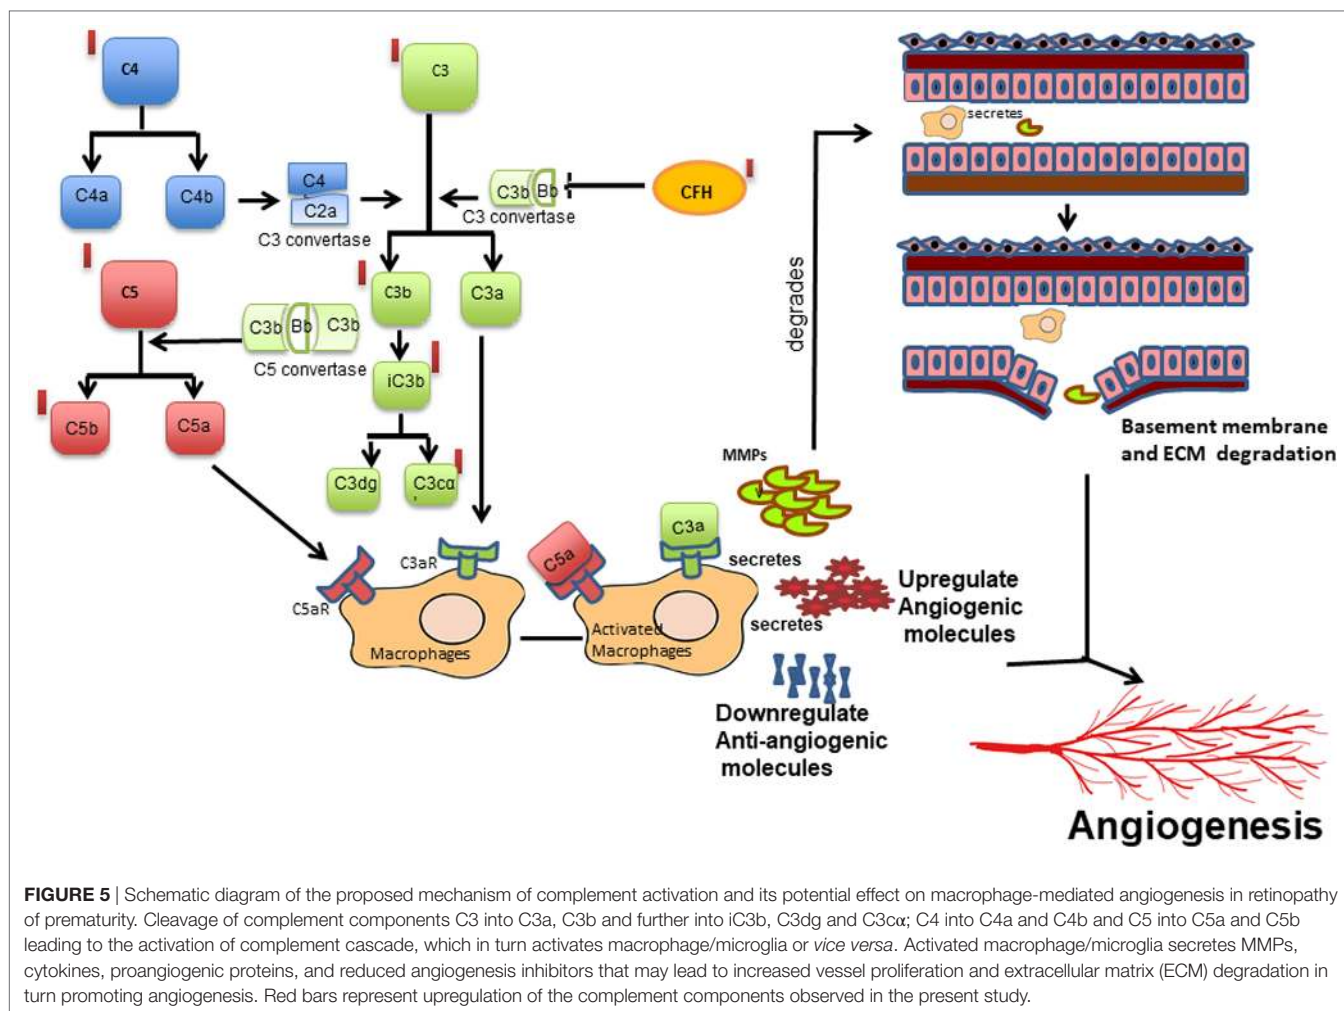 C4
C3
C4a
C4b
C4
C2a
C3 convertase
C3b
Bb
C3 convertase
CFH
C5
C3b
Bb
C3b
C5 convertase
C3b
C3a
iC3b
C5b
C5a
C3dg
C3cα
C3aR
C5aR
Macrophages
C5a
C3a
Activated
Macrophages
MMPs
secretes
secretes
degrades
Upregulate
Angiogenic
molecules
Downregulate
Anti-angiogenic
molecules
secretes
Basement membrane
and ECM degradation
Angiogenesis
FIGURE 5 | Schematic diagram of the proposed mechanism of complement activation and its potential effect on macrophage-mediated angiogenesis in retinopathy
of prematurity. Cleavage of complement components C3 into C3a, C3b and further into iC3b, C3dg and C3cα; C4 into C4a and C4b and C5 into C5a and C5b
leading to the activation of complement cascade, which in turn activates macrophage/microglia or vice versa. Activated macrophage/microglia secretes MMPs,
cytokines, proangiogenic proteins, and reduced angiogenesis inhibitors that may lead to increased vessel proliferation and extracellular matrix (ECM) degradation in
turn promoting angiogenesis. Red bars represent upregulation of the complement components observed in the present study.